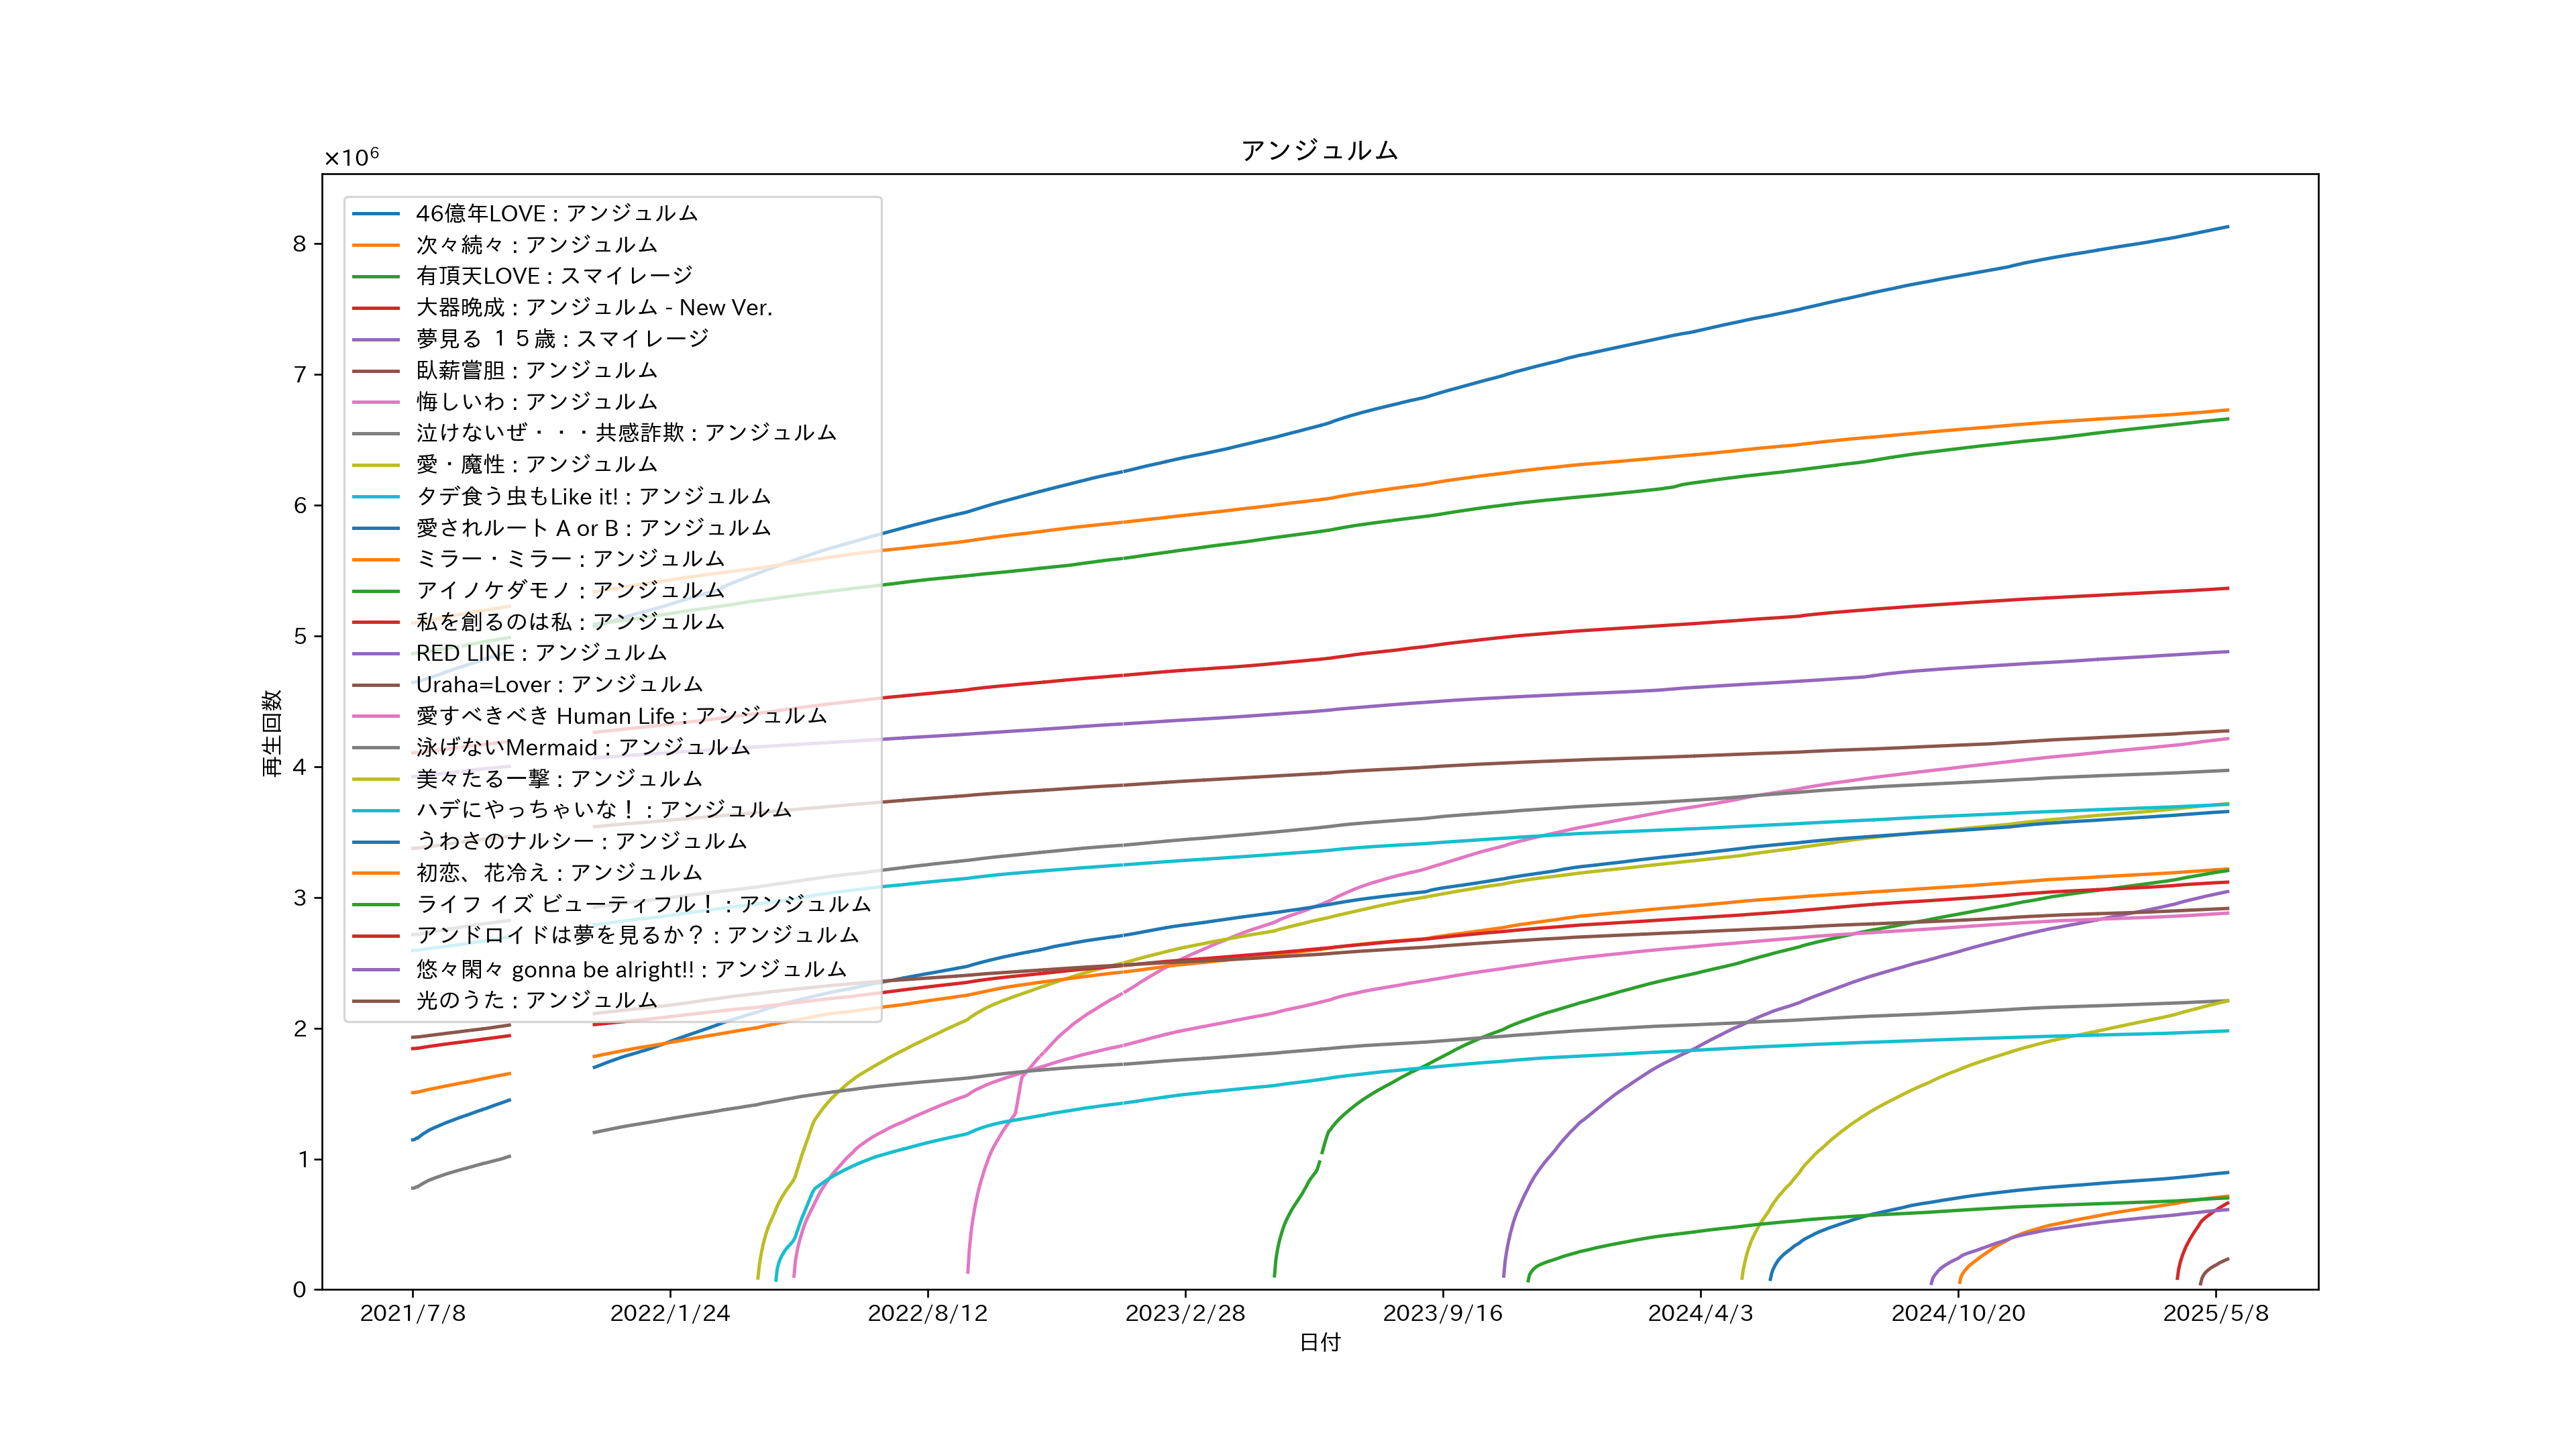 アンジュルム
×10⁶
46億年LOVE : アンジュルム
次々続々 : アンジュルム
有頂天LOVE : スマイレージ
大器晩成 : アンジュルム - New Ver.
夢見る １５歳 : スマイレージ
臥薪嘗胆 : アンジュルム
悔しいわ : アンジュルム
泣けないぜ・・・共感詐欺 : アンジュルム
愛・魔性 : アンジュルム
タデ食う虫もLike it! : アンジュルム
愛されルート A or B : アンジュルム
ミラー・ミラー : アンジュルム
アイノケダモノ : アンジュルム
私を創るのは私 : アンジュルム
RED LINE : アンジュルム
Uraha=Lover : アンジュルム
愛すべきべき Human Life : アンジュルム
泳げないMermaid : アンジュルム
美々たる一撃 : アンジュルム
ハデにやっちゃいな！ : アンジュルム
うわさのナルシー : アンジュルム
初恋、花冷え : アンジュルム
ライフ イズ ビューティフル！ : アンジュルム
アンドロイドは夢を見るか？ : アンジュルム
悠々閑々 gonna be alright!! : アンジュルム
光のうた : アンジュルム
再生回数
8
7
6
5
4
3
2
1
0
2021/7/8 2022/1/24 2022/8/12 2023/2/28 2023/9/16 2024/4/3 2024/10/20 2025/5/8
日付